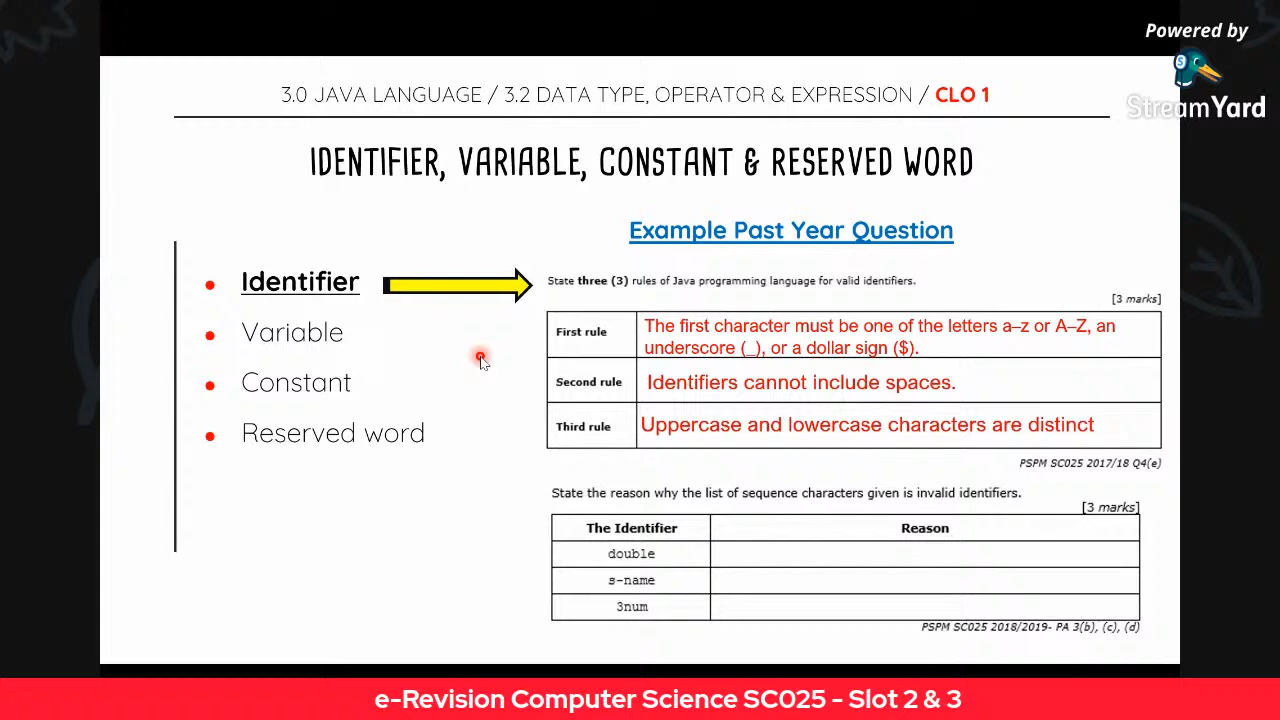 Powered by
StreamYard
3.0 JAVA LANGUAGE / 3.2 DATA TYPE, OPERATOR & EXPRESSION / CLO 1
IDENTIFIER, VARIABLE, CONSTANT & RESERVED WORD
Example Past Year Question
• Identifier
• Variable
• Constant
• Reserved word
State three (3) rules of Java programming language for valid identifiers.
[3 marks]
First rule
The first character must be one of the letters a–z or A–Z, an
underscore (_), or a dollar sign ($).
Second rule
Identifiers cannot include spaces.
Third rule
Uppercase and lowercase characters are distinct
PSPM SC025 2017/18 Q4(e)
State the reason why the list of sequence characters given is invalid identifiers.
[3 marks]
The Identifier
Reason
double
s-name
3num
PSPM SC025 2018/2019- PA 3(b), (c), (d)
e-Revision Computer Science SC025 - Slot 2 & 3